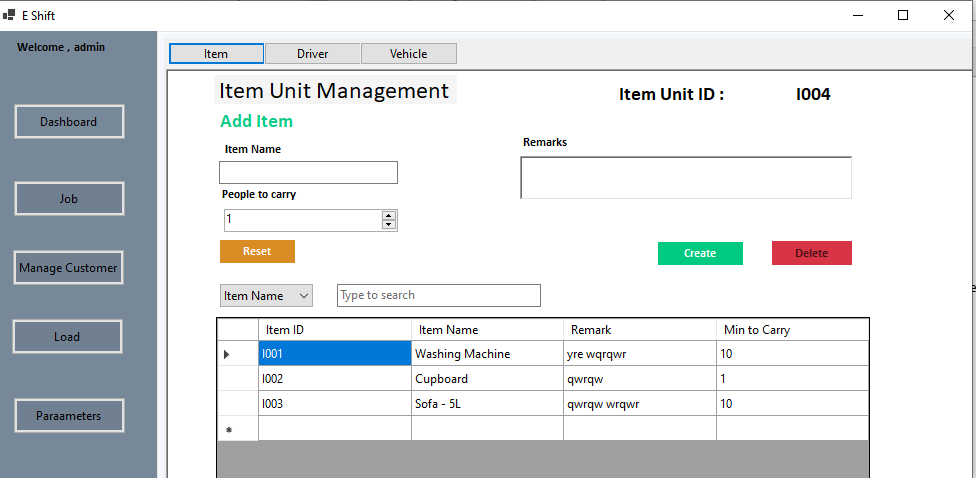 E Shift
Welcome , admin
Dashboard
Job
Manage Customer
Load
Paraameters
Item Driver Vehicle
Item Unit Management
Item Unit ID : I004
Add Item
Item Name
Remarks
People to carry
1
Reset
Create
Delete
Item Name
Type to search
Item ID Item Name Remark Min to Carry
I001 Washing Machine yre wqrqwr 10
I002 Cupboard qwrqw 1
I003 Sofa - 5L qwrqw wrqwr 10